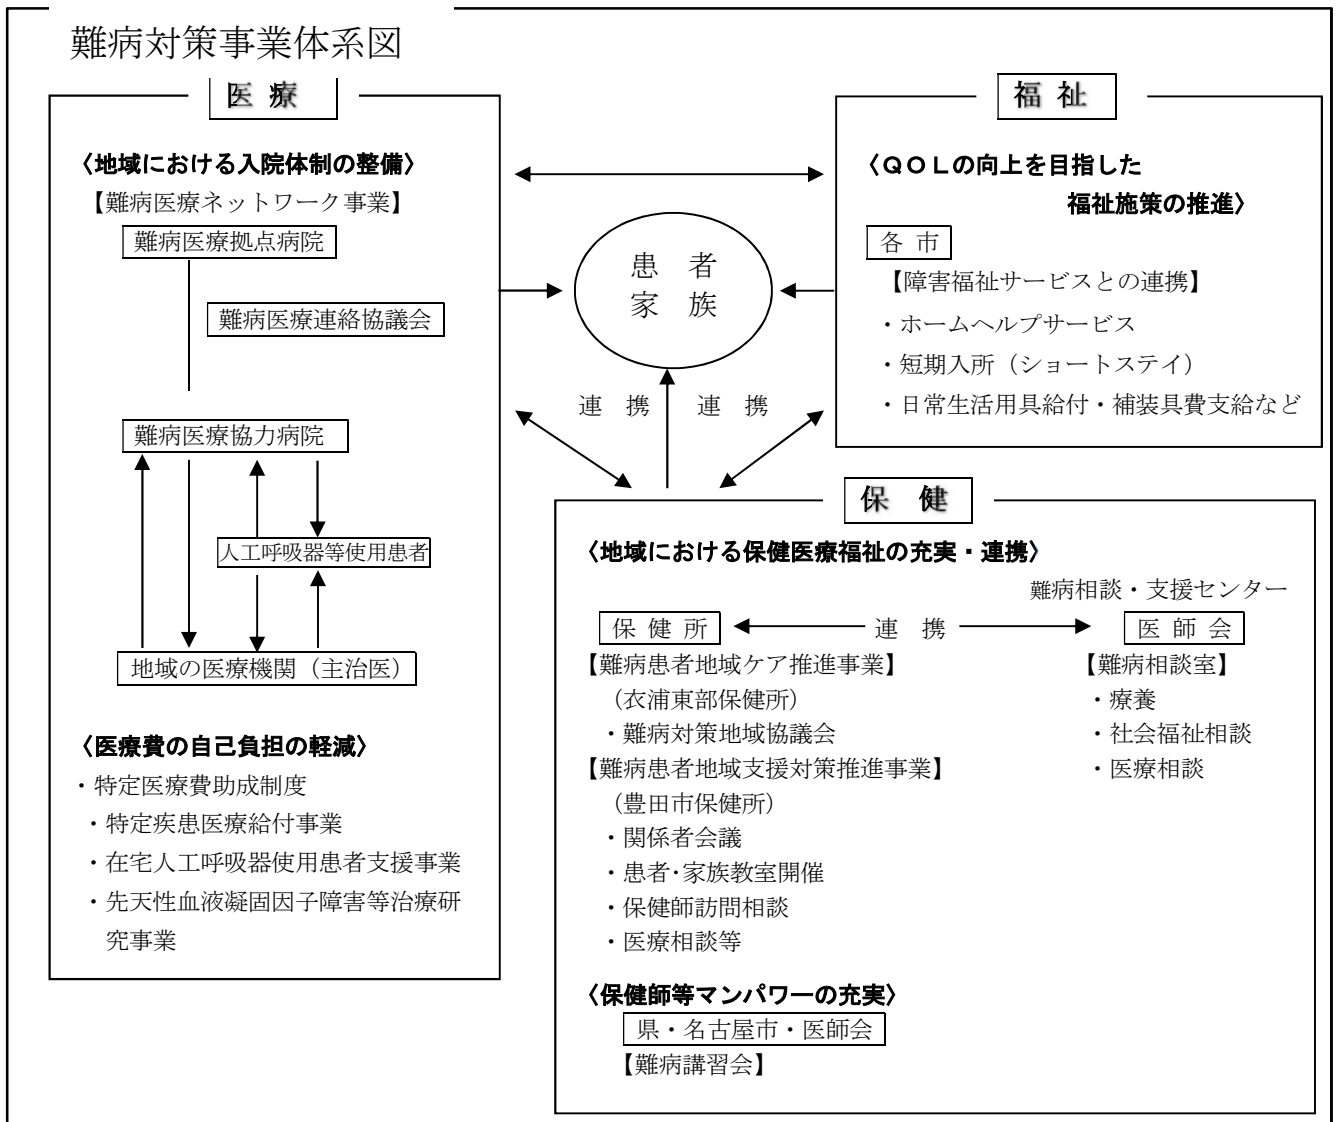 難病対策事業体系図
医 療
〈地域における入院体制の整備〉
【難病医療ネットワーク事業】
難病医療拠点病院
難病医療連絡協議会
難病医療協力病院
人工呼吸器等使用患者
地域の医療機関（主治医）
〈医療費の自己負担の軽減〉
・特定医療費助成制度
・特定疾患医療給付事業
・在宅人工呼吸器使用患者支援事業
・先天性血液凝固因子障害等治療研
究事業
患　者
家　族
連　携　連　携
福 祉
〈ＱＯＬの向上を目指した
福祉施策の推進〉
各 市
【障害福祉サービスとの連携】
・ホームヘルプサービス
・短期入所（ショートステイ）
・日常生活用具給付・補装具費支給など
保　健
〈地域における保健医療福祉の充実・連携〉
難病相談・支援センター
保 健 所　連　携　医 師 会
【難病患者地域ケア推進事業】
（衣浦東部保健所）
・難病対策地域協議会
【難病患者地域支援対策推進事業】
（豊田市保健所）
・関係者会議
・患者・家族教室開催
・保健師訪問相談
・医療相談等
【難病相談室】
・療養
・社会福祉相談
・医療相談
〈保健師等マンパワーの充実〉
県・名古屋市・医師会
【難病講習会】